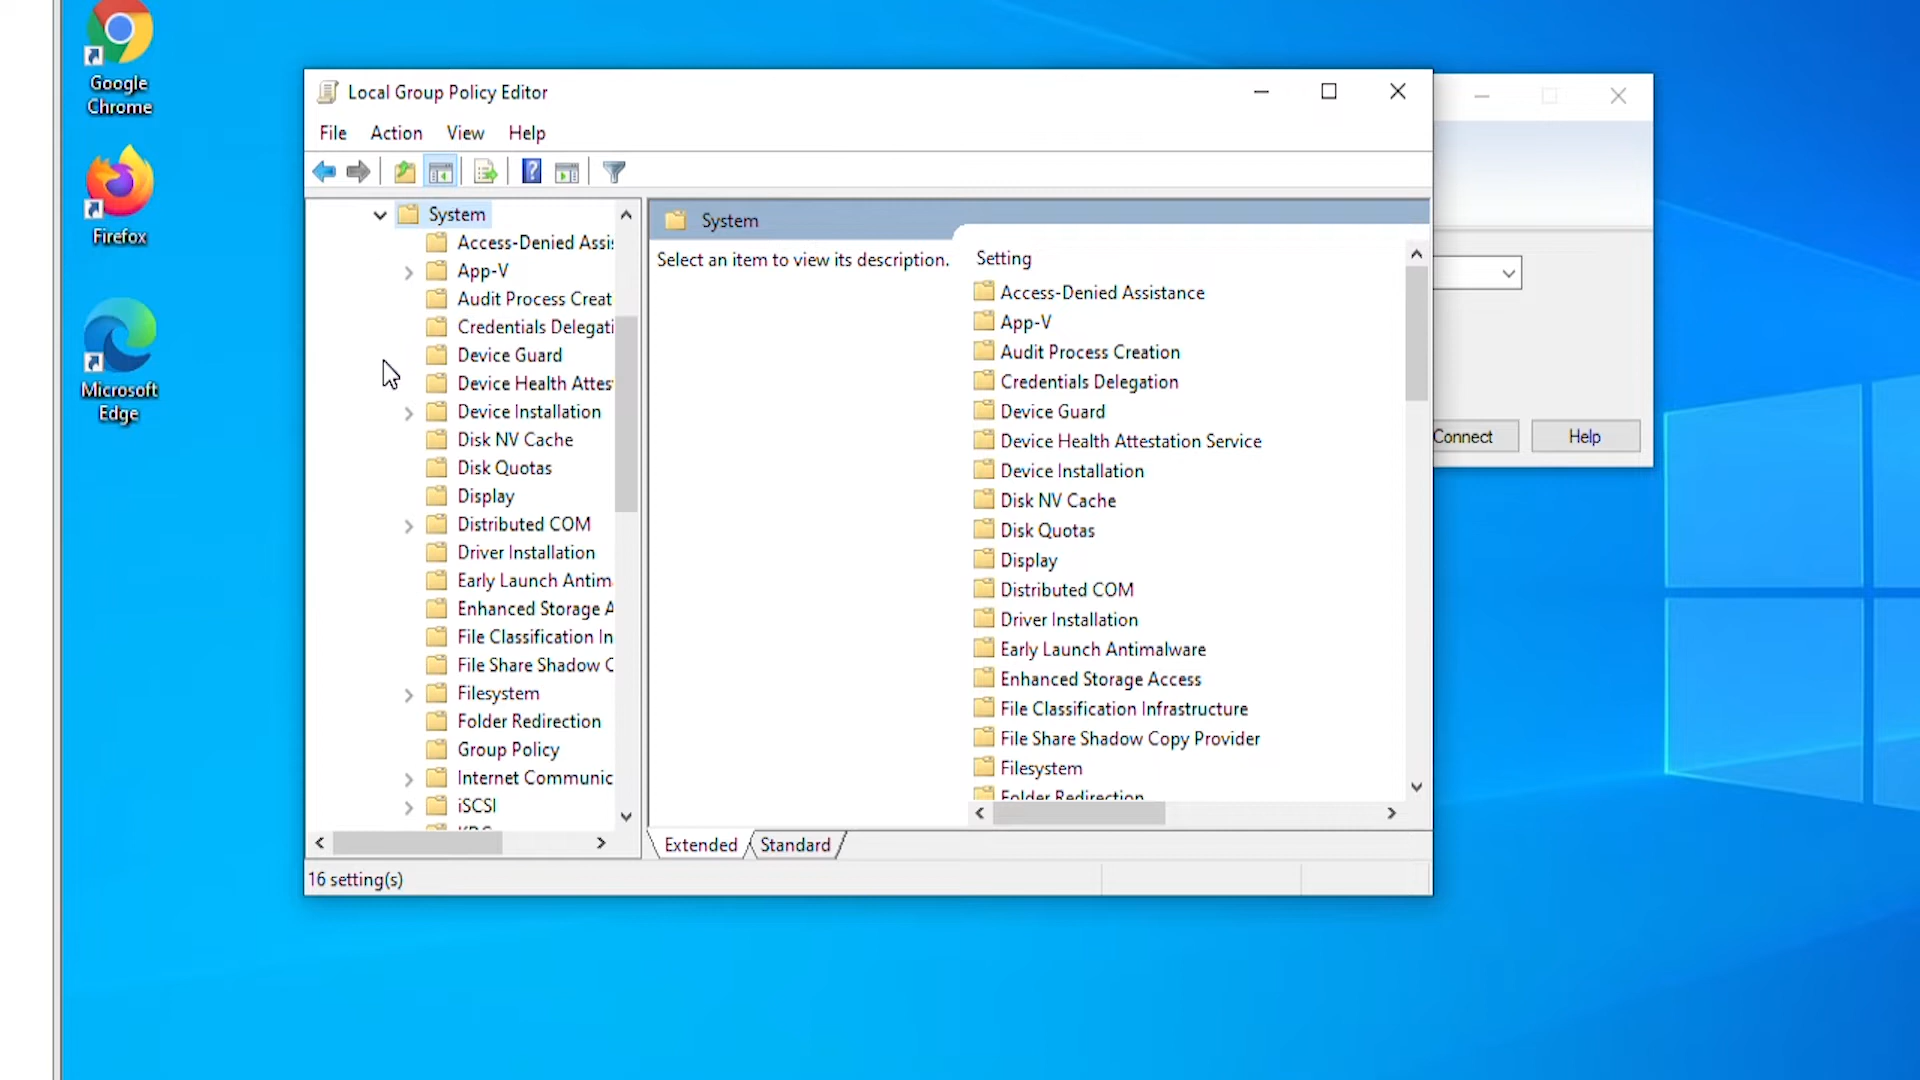 Google
Chrome
Firefox
Microsoft
Edge
Local Group Policy Editor
File Action View Help
System
Access-Denied Assi
App-V
Audit Process Creat
Credentials Delegati
Device Guard
Device Health Attes
Device Installation
Disk NV Cache
Disk Quotas
Display
Distributed COM
Driver Installation
Early Launch Antim
Enhanced Storage A
File Classification In
File Share Shadow C
Filesystem
Folder Redirection
Group Policy
Internet Communic
iSCSI
KDC
System
Select an item to view its description.
Setting
Access-Denied Assistance
App-V
Audit Process Creation
Credentials Delegation
Device Guard
Device Health Attestation Service
Device Installation
Disk NV Cache
Disk Quotas
Display
Distributed COM
Driver Installation
Early Launch Antimalware
Enhanced Storage Access
File Classification Infrastructure
File Share Shadow Copy Provider
Filesystem
Folder Redirection
Extended Standard
16 setting(s)
Connect Help